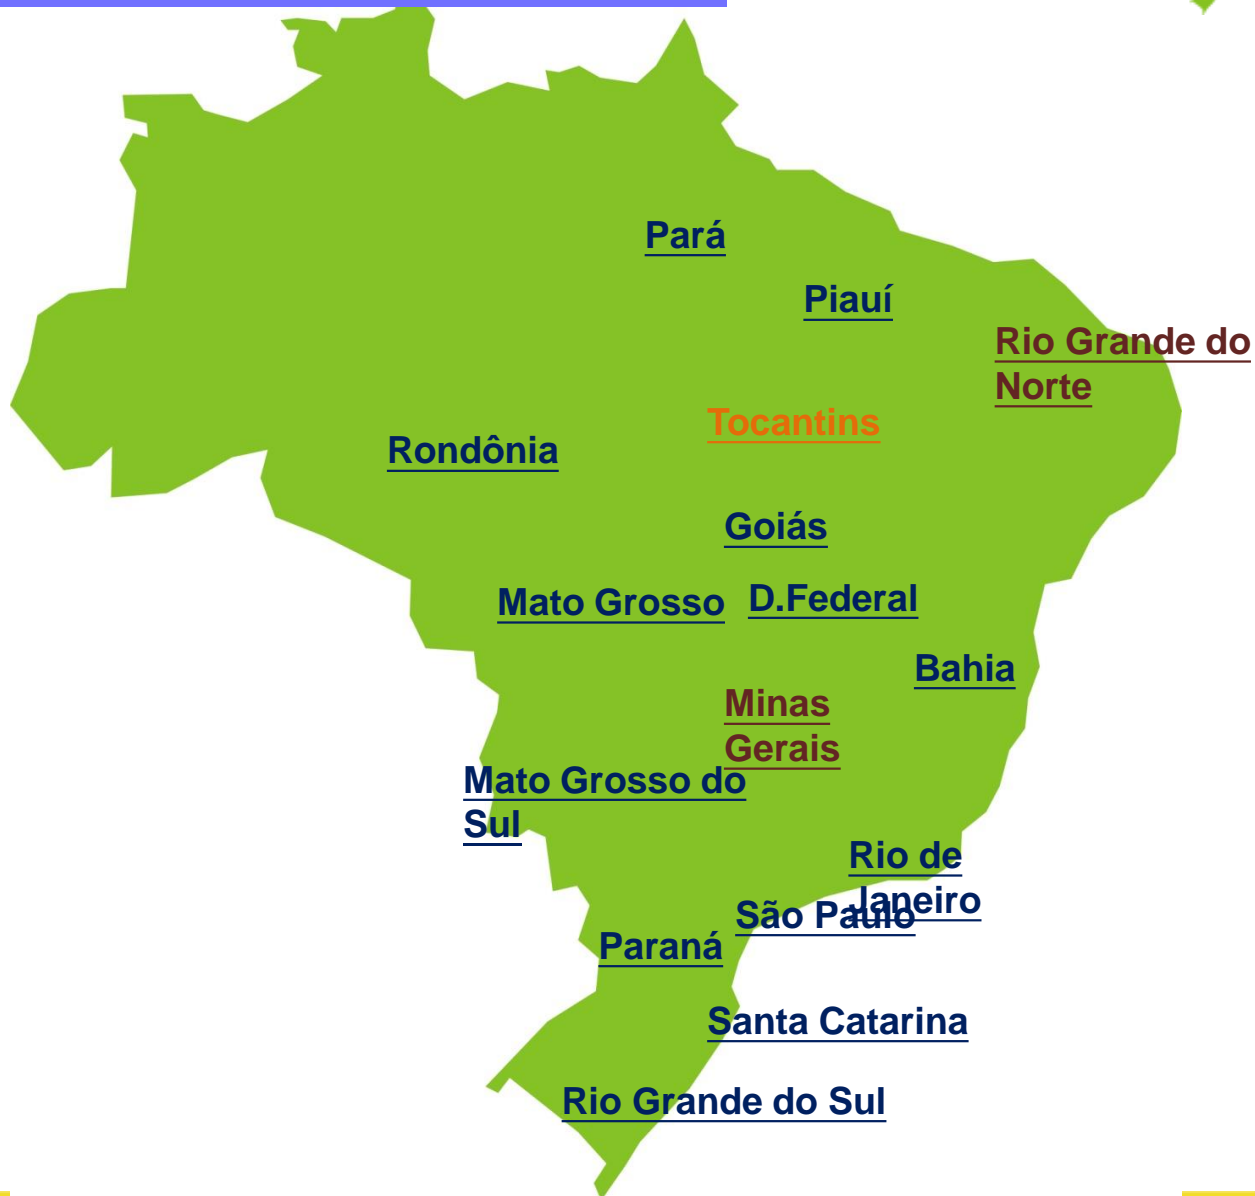 Pará
Piauí
Rio Grande do
Norte
Tocantins
Rondônia
Goiás
Mato Grosso
D.Federal
Bahia
Minas
Gerais
Mato Grosso do
Sul
Rio de
Janeiro
São Paulo
Paraná
Santa Catarina
Rio Grande do Sul